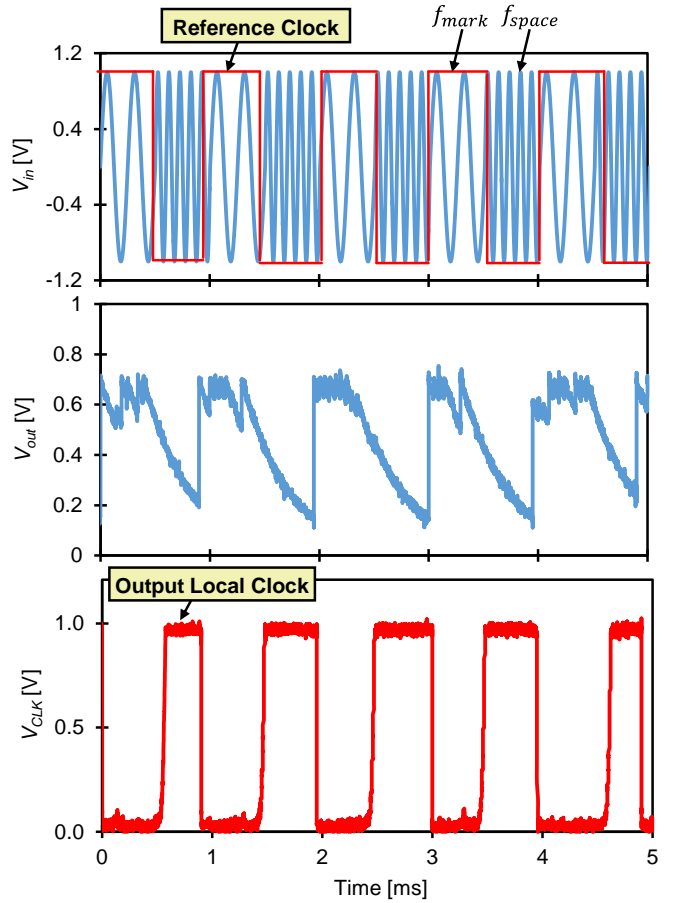 Reference Clock
f_mark f_space
1.2
0.4
-0.4
-1.2
V_in [V]
1
0.8
0.6
0.4
0.2
0
V_out [V]
Output Local Clock
1.0
0.5
0.0
V_CLK [V]
0 1 2 3 4 5
Time [ms]